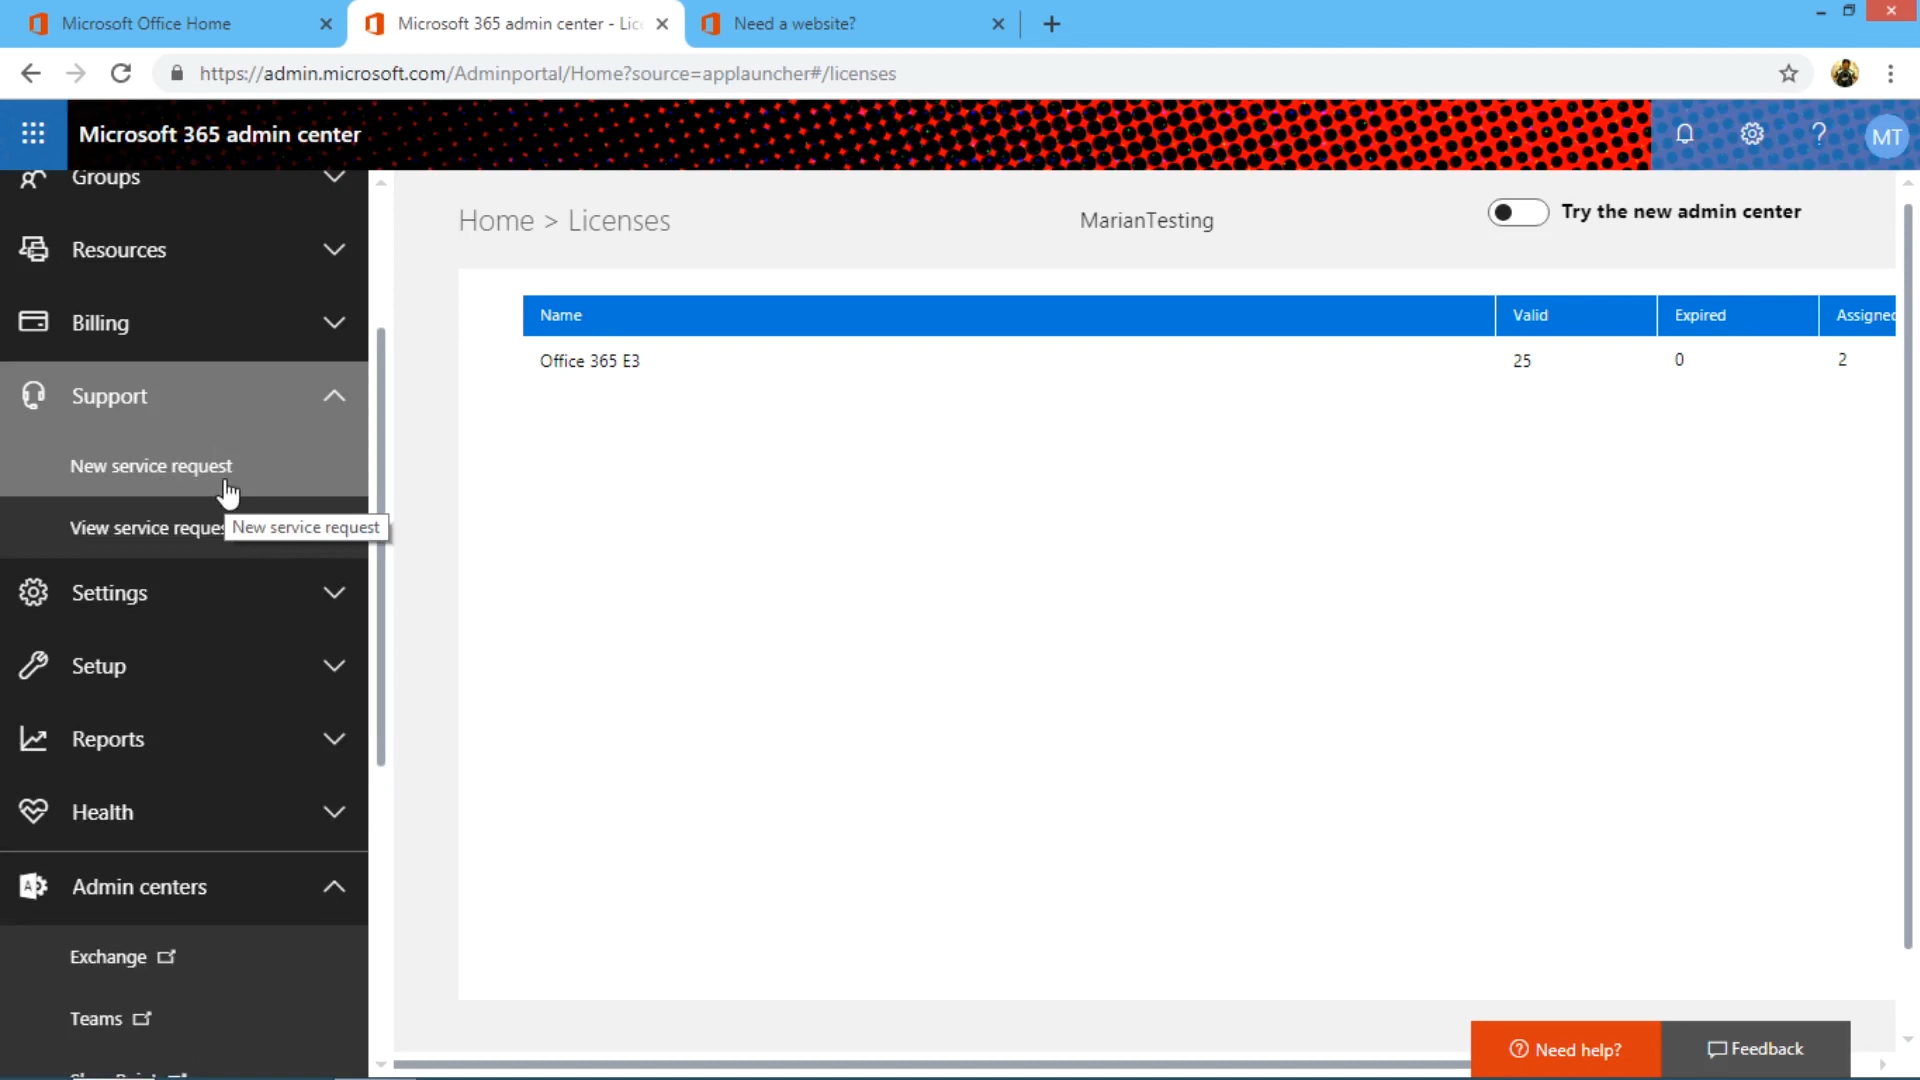 Microsoft Office Home
Microsoft 365 admin center - Lice
Need a website?
https://admin.microsoft.com/Adminportal/Home?source=applauncher#/licenses
Microsoft 365 admin center
MT
Groups
Resources
Billing
Support
New service request
View service reques
New service request
Settings
Setup
Reports
Health
Admin centers
Exchange
Teams
Home > Licenses
MarianTesting
Try the new admin center
Name Valid Expired Assigned
Office 365 E3 25 0 2
Need help?
Feedback